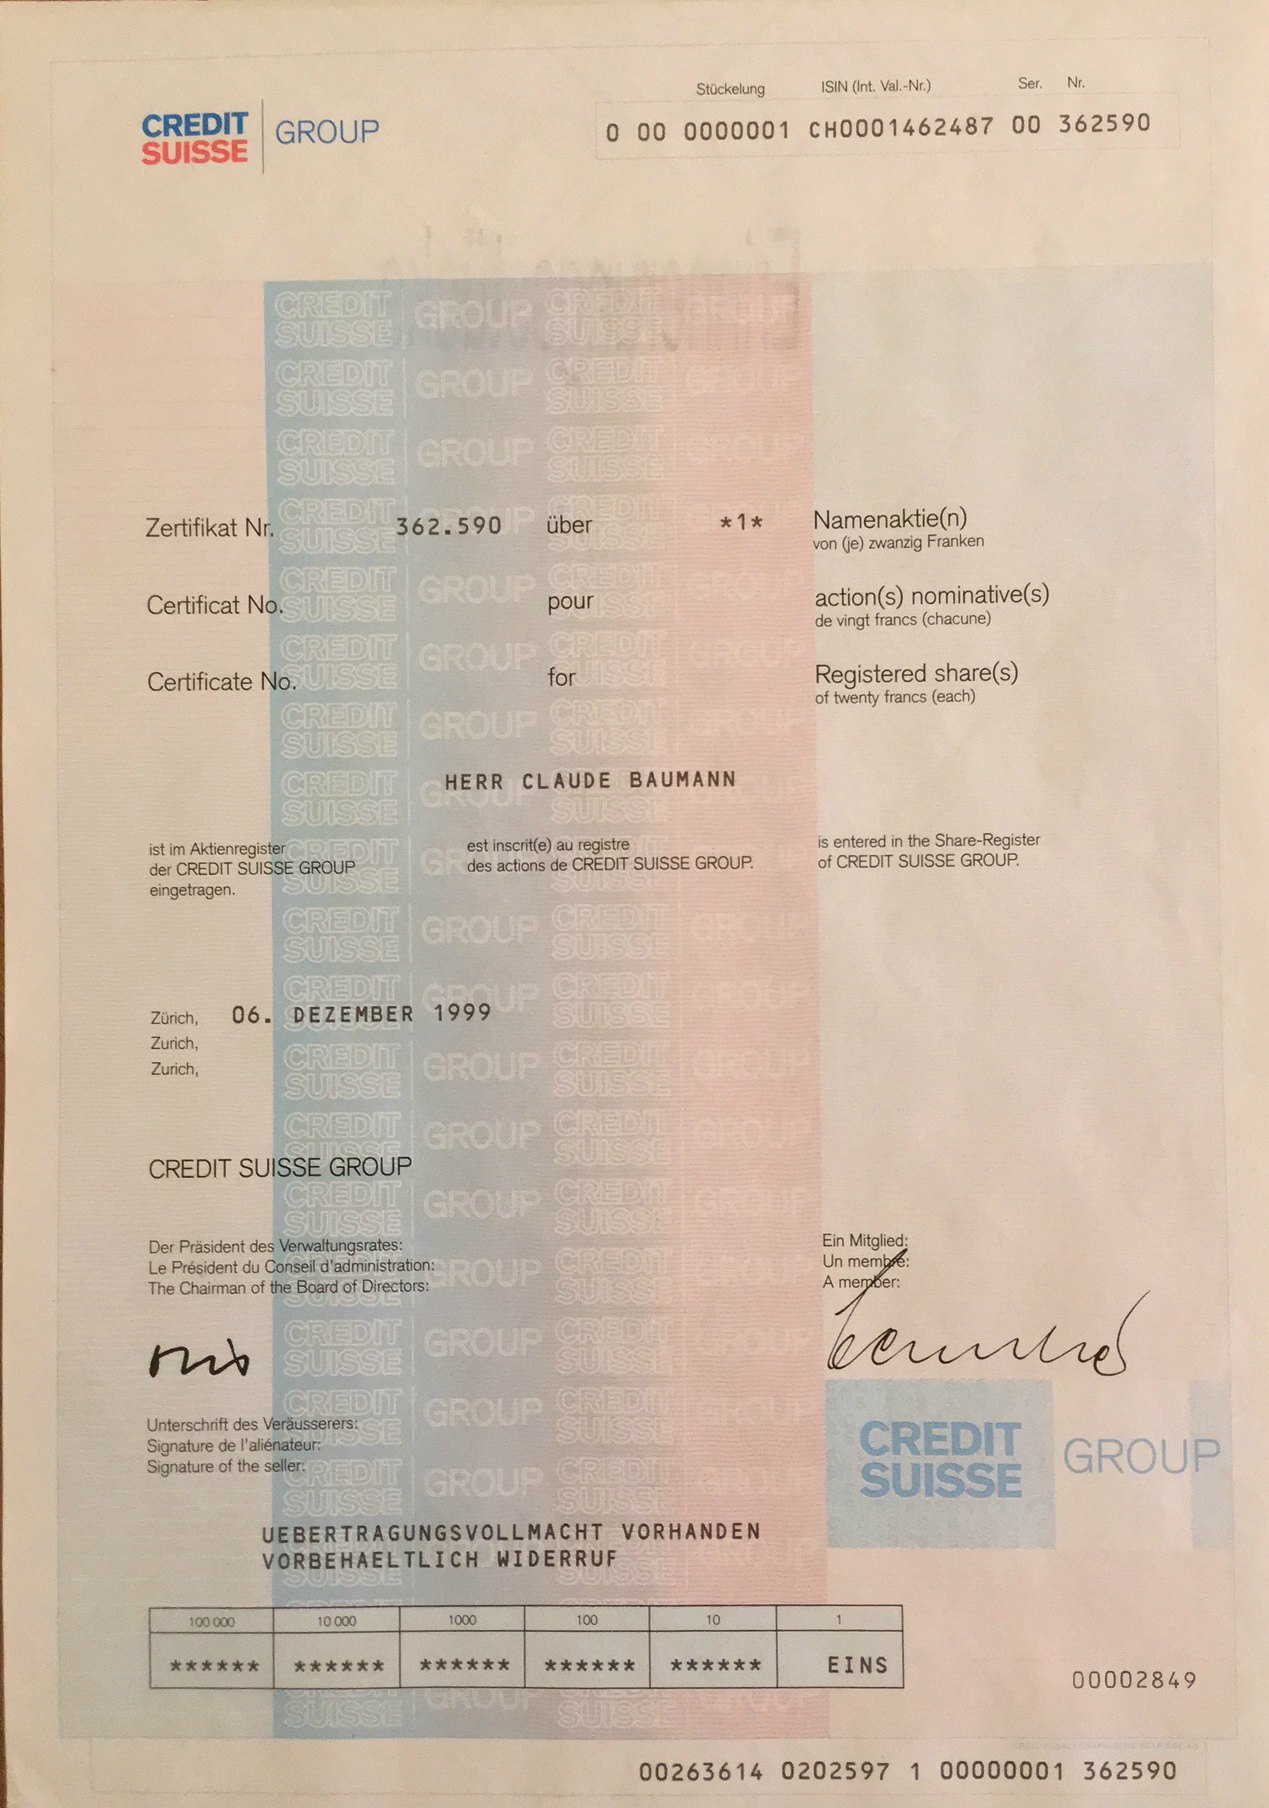 CREDIT SUISSE GROUP
Stückelung ISIN (Int. Val.-Nr.) Ser. Nr.
0 00 0000001 CH0001462487 00 362590
Zertifikat Nr. 362.590 über *1* Namenaktie(n)
von (je) zwanzig Franken
Certificat No. pour action(s) nominative(s)
de vingt francs (chacune)
Certificate No. for Registered share(s)
of twenty francs (each)
HERR CLAUDE BAUMANN
ist im Aktienregister
der CREDIT SUISSE GROUP
eingetragen.
est inscrit(e) au registre
des actions de CREDIT SUISSE GROUP.
is entered in the Share-Register
of CREDIT SUISSE GROUP.
Zürich, 06. DEZEMBER 1999
Zurich,
Zurich,
CREDIT SUISSE GROUP
Der Präsident des Verwaltungsrates:
Le Président du Conseil d'administration:
The Chairman of the Board of Directors:
Ein Mitglied:
Un membre:
A member:
Unterschrift des Veräusserers:
Signature de l'aliénateur:
Signature of the seller:
CREDIT SUISSE GROUP
UEBERTRAGUNGSVOLLMACHT VORHANDEN
VORBEHAELTLICH WIDERRUF
100 000 10 000 1000 100 10 1
****** ****** ****** ****** ****** EINS
00002849
00263614 0202597 1 00000001 362590